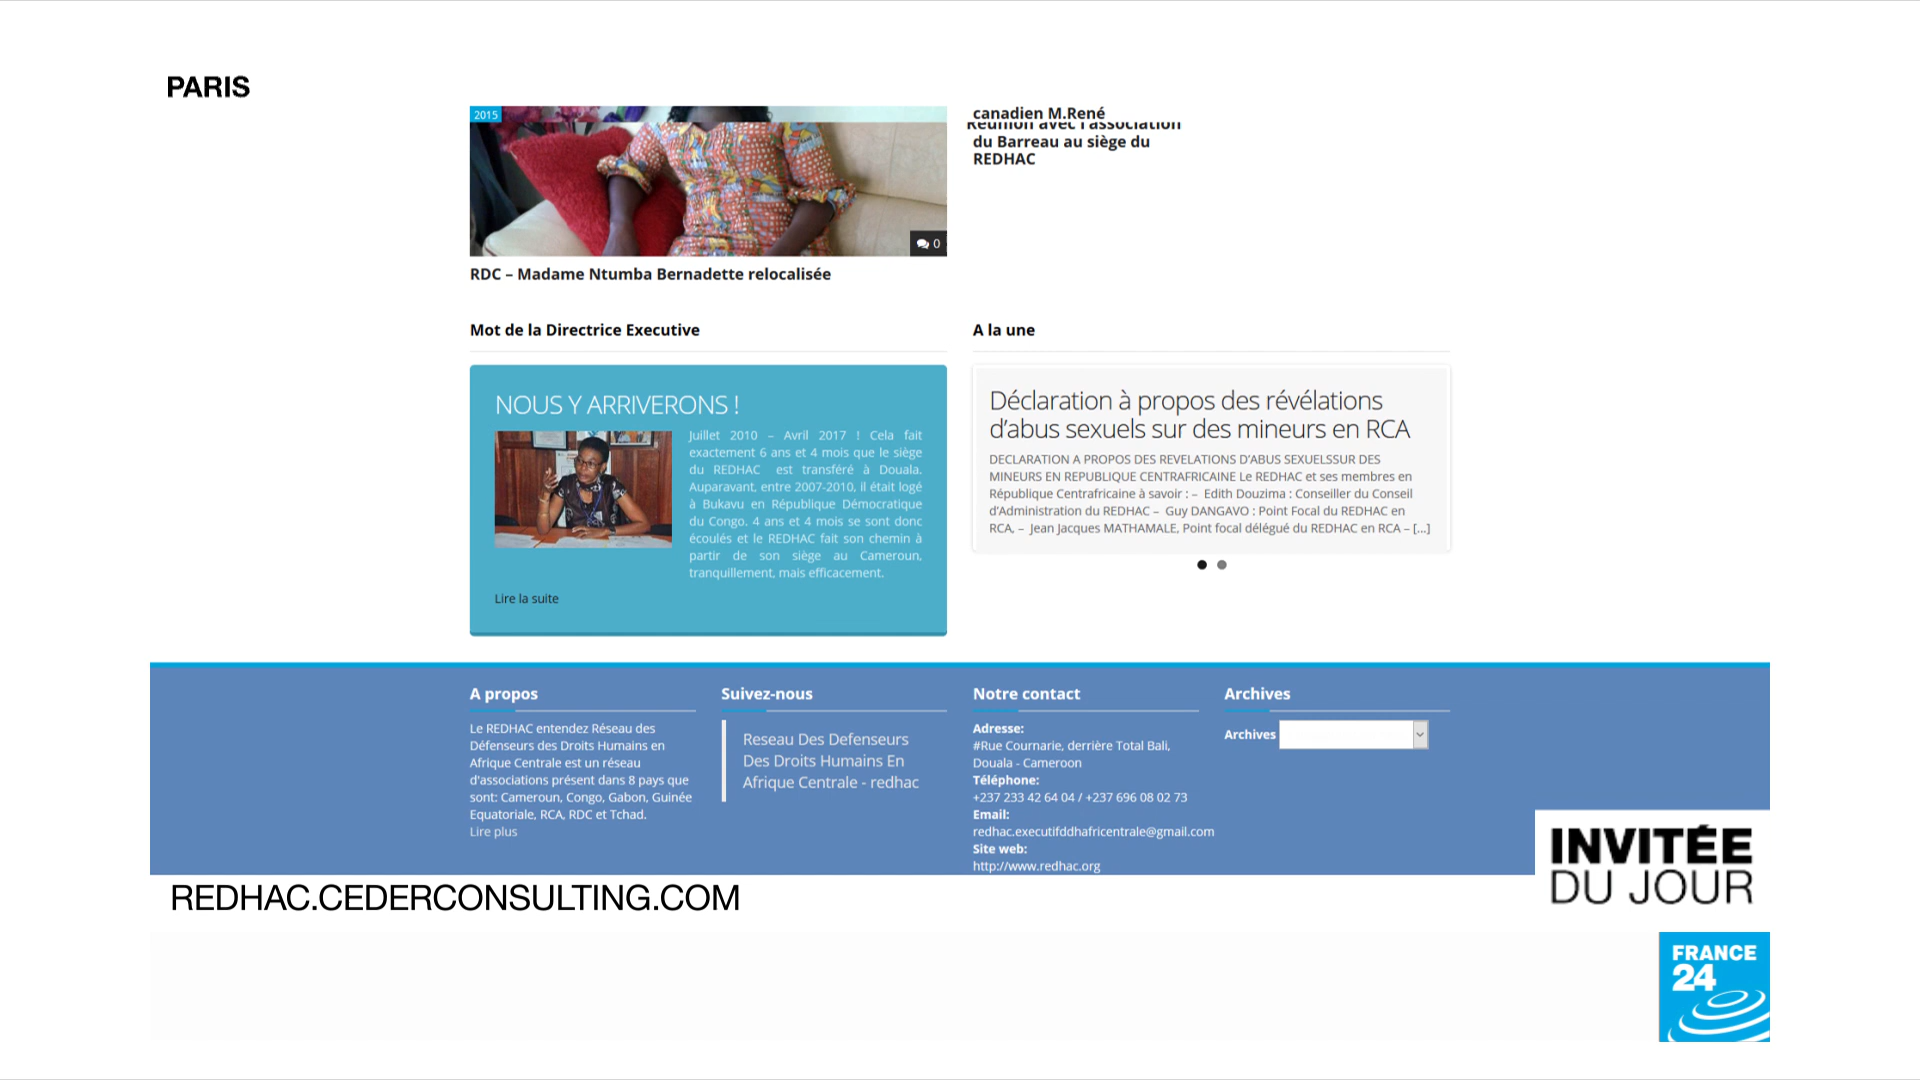 PARIS
2015
0
RDC – Madame Ntumba Bernadette relocalisée
canadien M.René
Réunion avec l'association
du Barreau au siège du
REDHAC
Mot de la Directrice Executive
NOUS Y ARRIVERONS !
Juillet 2010 – Avril 2017 ! Cela fait
exactement 6 ans et 4 mois que le siège
du REDHAC est transféré à Douala.
Auparavant, entre 2007-2010, il était logé
à Bukavu en République Démocratique
du Congo. 4 ans et 4 mois se sont donc
écoulés et le REDHAC fait son chemin à
partir de son siège au Cameroun,
tranquillement, mais efficacement.
Lire la suite
A la une
Déclaration à propos des révélations
d'abus sexuels sur des mineurs en RCA
DECLARATION A PROPOS DES REVELATIONS D'ABUS SEXUELSSUR DES
MINEURS EN REPUBLIQUE CENTRAFRICAINE Le REDHAC et ses membres en
République Centrafricaine à savoir : – Edith Douzima : Conseiller du Conseil
d'Administration du REDHAC – Guy DANGAVO : Point Focal du REDHAC en
RCA, – Jean Jacques MATHAMALE, Point focal délégué du REDHAC en RCA – [...]
A propos
Le REDHAC entendez Réseau des
Défenseurs des Droits Humains en
Afrique Centrale est un réseau
d'associations présent dans 8 pays que
sont: Cameroun, Congo, Gabon, Guinée
Equatoriale, RCA, RDC et Tchad.
Lire plus
Suivez-nous
Reseau Des Defenseurs
Des Droits Humains En
Afrique Centrale - redhac
Notre contact
Adresse:
#Rue Cournarie, derrière Total Bali,
Douala - Cameroon
Téléphone:
+237 233 42 64 04 / +237 696 08 02 73
Email:
redhac.executifddhafricentrale@gmail.com
Site web:
http://www.redhac.org
Archives
Archives
INVITÉE
DU JOUR
REDHAC.CEDERCONSULTING.COM
FRANCE
24